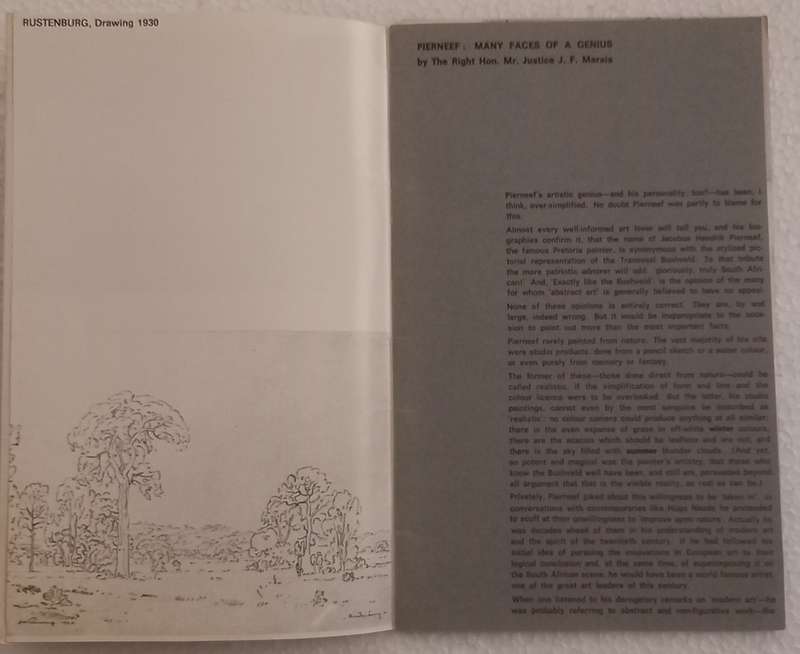 RUSTENBURG, Drawing 1930
PIERNEEF: MANY FACES OF A GENIUS
by The Right Hon. Mr. Justice J. F. Marais
Pierneef's artistic genius—and his personality, too?—has been, I
think, over-simplified. No doubt Pierneef was partly to blame for
this.
Almost every well-informed art lover will tell you, and his bio-
graphies confirm it, that the name of Jacobus Hendrik Pierneef,
the famous Pretoria painter, is synonymous with the stylised pic-
torial representation of the Transvaal Bushveld. To that tribute
the more patriotic admirer will add: 'gloriously, truly South Afri-
can!' And, 'Exactly like the Bushveld' is the opinion of the many
for whom 'abstract art' is generally believed to have no appeal.
None of these opinions is entirely correct. They are, by and
large, indeed wrong. But it would be inappropriate to the occa-
sion to point out more than the most important facts.
Pierneef rarely painted from nature. The vast majority of his oils
were studio products, done from a pencil sketch or a water colour,
or even purely from memory or fantasy.
The former of these—those done direct from nature—could be
called realistic, if the simplification of form and line and the
colour licence were to be overlooked. But the latter, his studio
paintings, cannot even by the most sanguine be described as
'realistic': no colour camera could produce anything at all similar;
there is the even expanse of grass in off-white winter colours,
there are the acacias which should be leafless and are not, and
there is the sky filled with summer thunder clouds. (And yet,
so potent and magical was the painter's artistry, that those who
know the Bushveld well have been, and still are, persuaded beyond
all argument that that is the visible reality, as real as can be.)
Privately, Pierneef joked about this willingness to be 'taken in'. In
conversations with contemporaries like Hugo Naudé he pretended
to scoff at their unwillingness to 'improve upon nature'. Actually he
was decades ahead of them in his understanding of modern art
and the spirit of the twentieth century. If he had followed his
initial idea of pursuing the innovations in European art to their
logical conclusion and, at the same time, of superimposing it on
the South African scene, he would have been a world famous artist,
one of the great art leaders of this century.
When one listened to his derogatory remarks on 'modern art'—he
was probably referring to abstract and non-figurative work—the